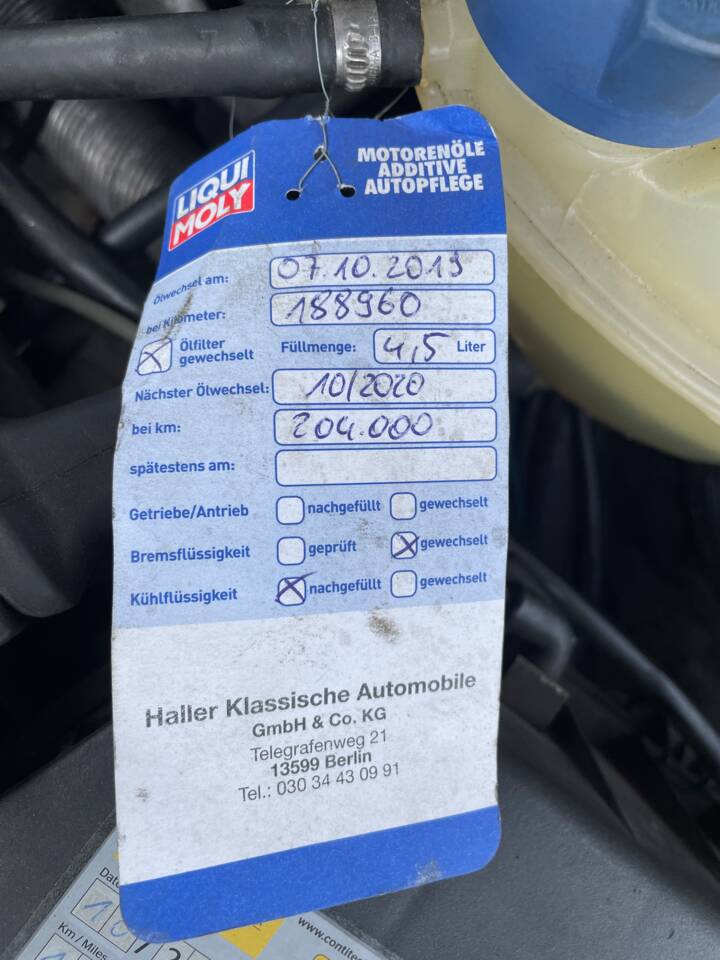 LIQUI
MOLY
MOTORENÖLE
ADDITIVE
AUTOPFLEGE
Ölwechsel am: 07.10.2019
bei Kilometer: 188960
Ölfilter
gewechselt
Füllmenge: 4,5 Liter
Nächster Ölwechsel: 10/2020
bei km: 204.000
spätestens am:
Getriebe/Antrieb nachgefüllt gewechselt
Bremsflüssigkeit geprüft gewechselt
Kühlflüssigkeit nachgefüllt gewechselt
Haller Klassische Automobile
GmbH & Co. KG
Telegrafenweg 21
13599 Berlin
Tel.: 030 34 43 09 91
Km / Miles